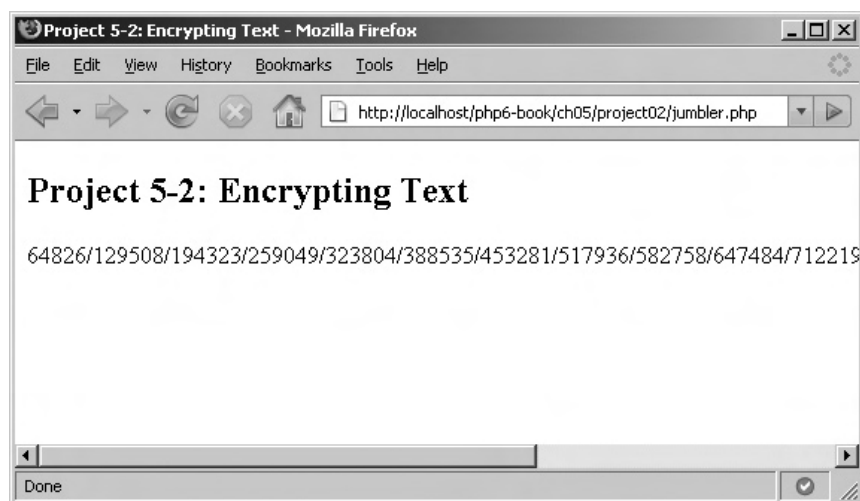 Project 5-2: Encrypting Text - Mozilla Firefox
File Edit View History Bookmarks Tools Help
http://localhost/php6-book/ch05/project02/jumbler.php
Project 5-2: Encrypting Text
64826/129508/194323/259049/323804/388535/453281/517936/582758/647484/712219
Done